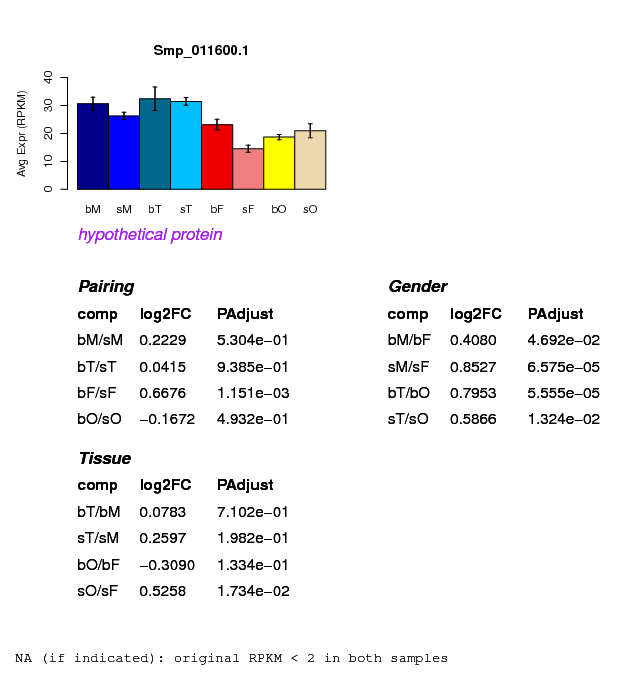 Smp_011600.1
Avg Expr (RPKM)
40
30
20
10
0
bM sM bT sT bF sF bO sO
hypothetical protein
Pairing
comp log2FC PAdjust
bM/sM 0.2229 5.304e−01
bT/sT 0.0415 9.385e−01
bF/sF 0.6676 1.151e−03
bO/sO −0.1672 4.932e−01
Gender
comp log2FC PAdjust
bM/bF 0.4080 4.692e−02
sM/sF 0.8527 6.575e−05
bT/bO 0.7953 5.555e−05
sT/sO 0.5866 1.324e−02
Tissue
comp log2FC PAdjust
bT/bM 0.0783 7.102e−01
sT/sM 0.2597 1.982e−01
bO/bF −0.3090 1.334e−01
sO/sF 0.5258 1.734e−02
NA (if indicated): original RPKM < 2 in both samples